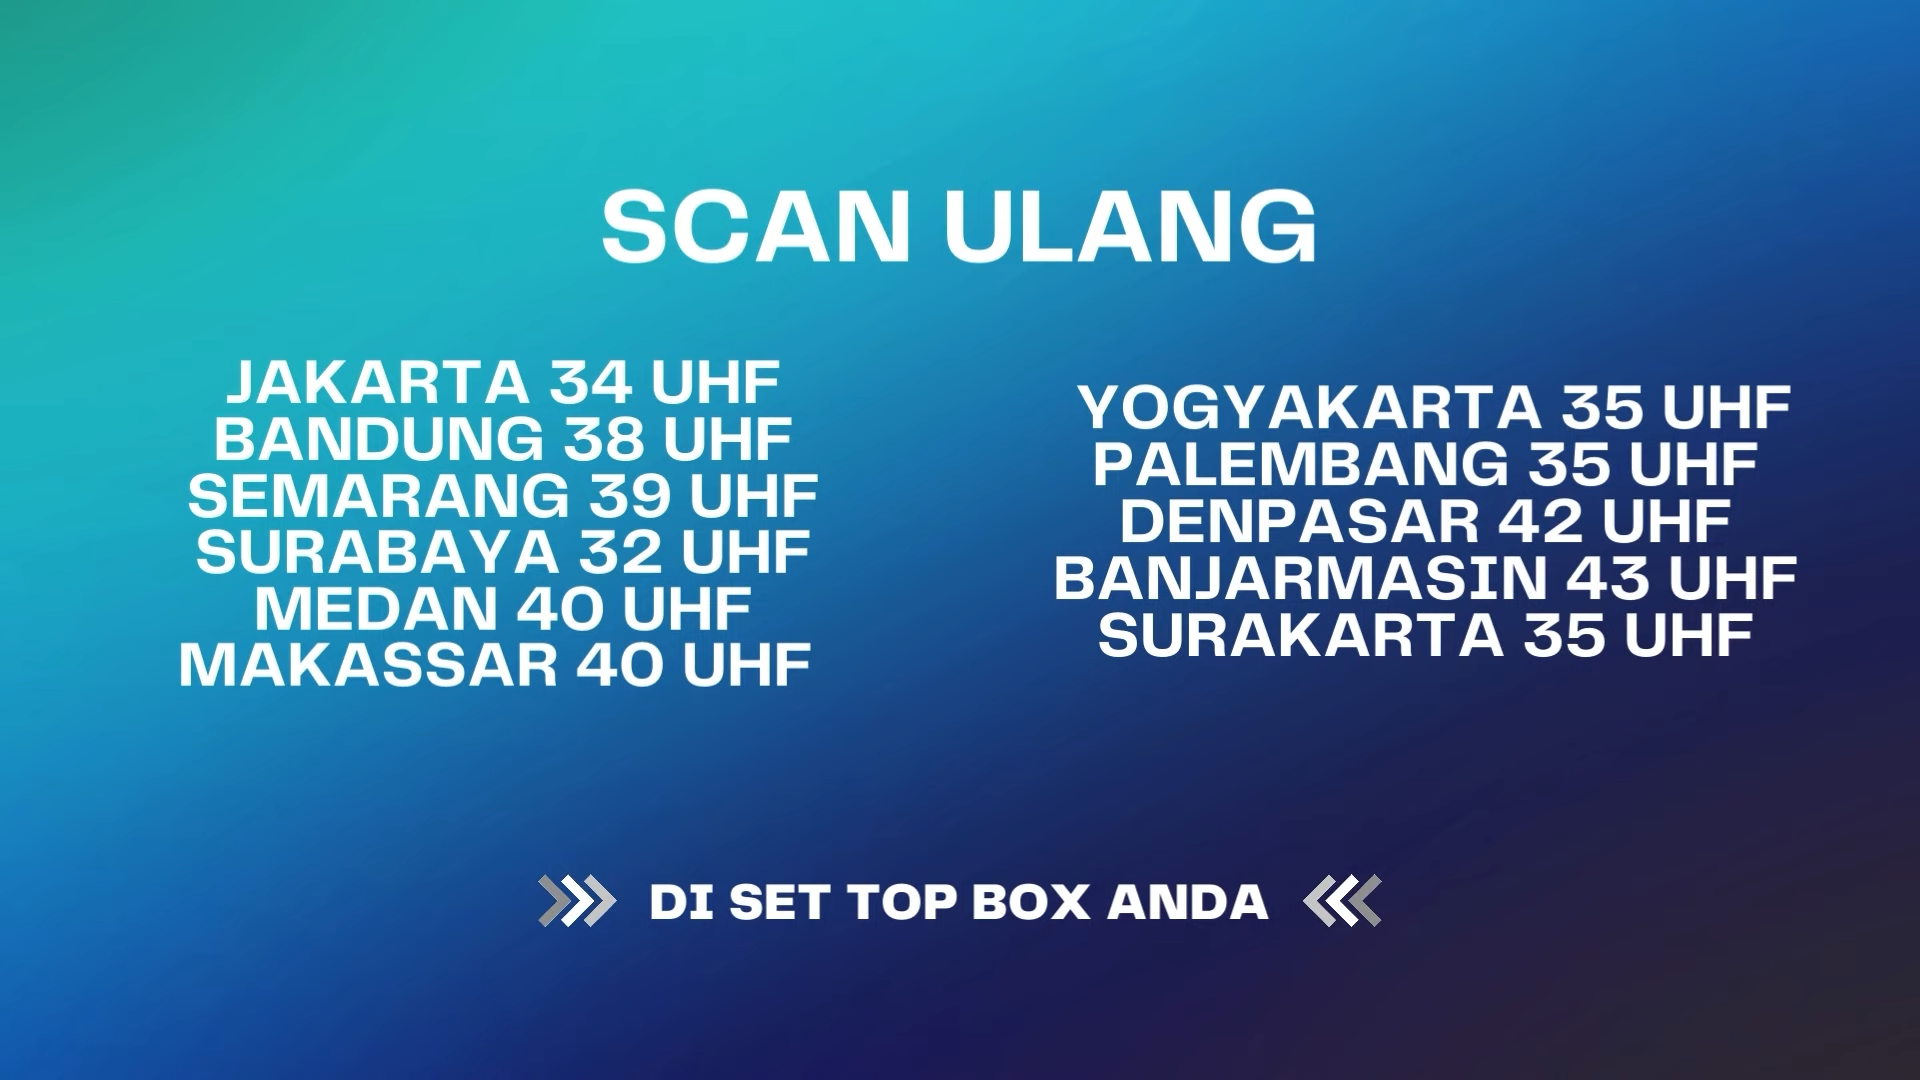 SCAN ULANG
JAKARTA 34 UHF
BANDUNG 38 UHF
SEMARANG 39 UHF
SURABAYA 32 UHF
MEDAN 40 UHF
MAKASSAR 40 UHF
YOGYAKARTA 35 UHF
PALEMBANG 35 UHF
DENPASAR 42 UHF
BANJARMASIN 43 UHF
SURAKARTA 35 UHF
DI SET TOP BOX ANDA